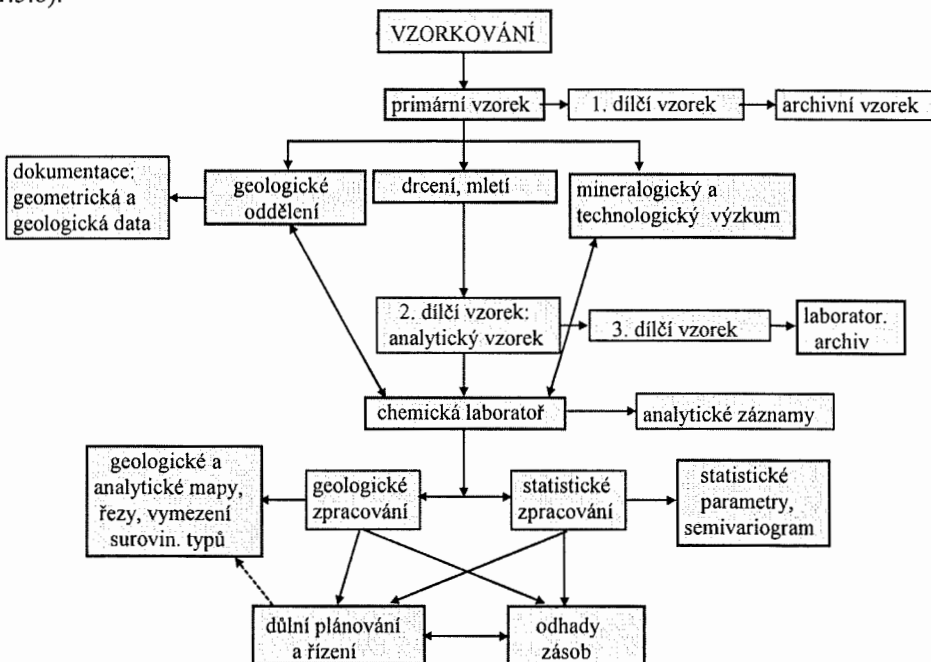 VZORKOVÁNÍ
primární vzorek
1. dílčí vzorek
archivní vzorek
dokumentace:
geometrická a
geologická data
geologické
oddělení
drcení, mletí
mineralogický a
technologický výzkum
2. dílčí vzorek:
analytický vzorek
3. dílčí vzorek
laborator.
archiv
chemická laboratoř
analytické záznamy
geologické a
analytické mapy,
řezy, vymezení
surovin. typů
geologické
zpracování
statistické
zpracování
statistické
parametry,
semivariogram
důlní plánování
a řízení
odhady
zásob